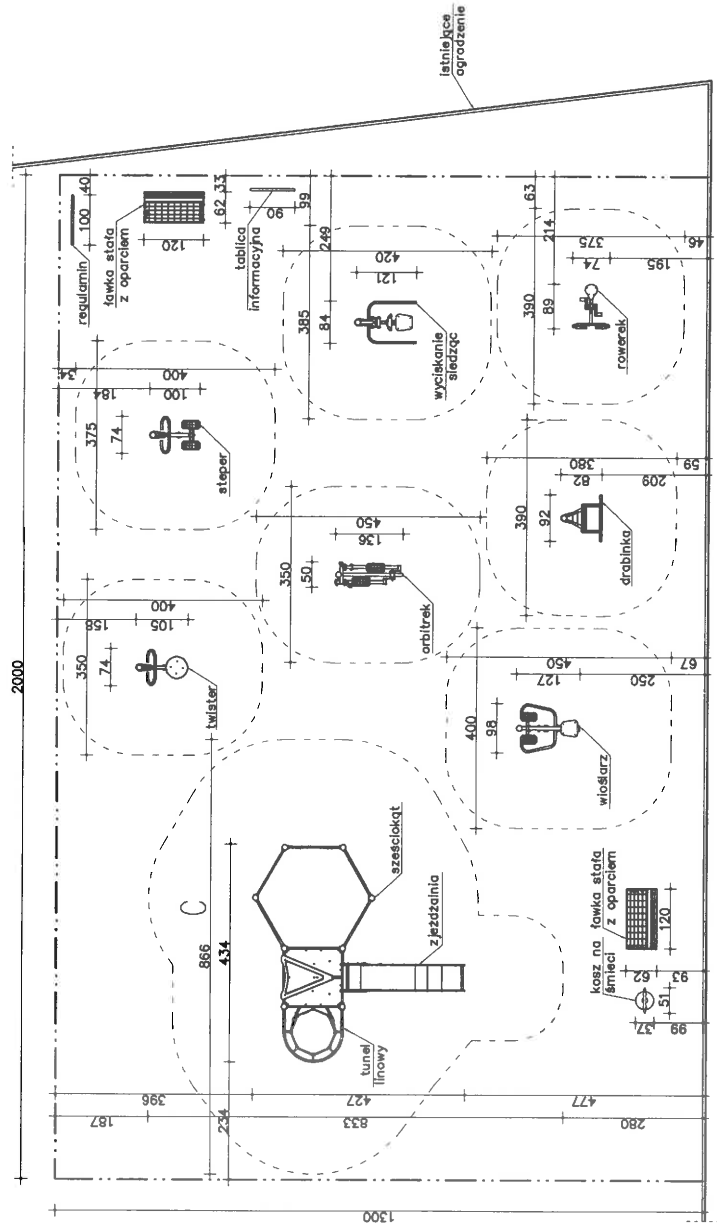 istniejące
ogrodzenie
2000
40
100
regulamin
ławka stała
z oparciem
120
62
33
tablica
informacyjna
90
99
249
63
214
34
184
400
100
375
74
steper
385
84
420
121
wyciskanie
siedząc
390
89
375
74
195
46
rowerek
158
400
105
350
74
twister
350
50
450
136
orbitrek
390
92
380
82
209
59
drabinka
400
98
450
127
250
67
wioślarz
866
434
C
sześciokąt
zjeżdżalnia
tunel
linowy
kosz na
śmieci
ławka stała
z oparciem
120
62
93
51
37
99
234
396
427
477
187
833
280
1300